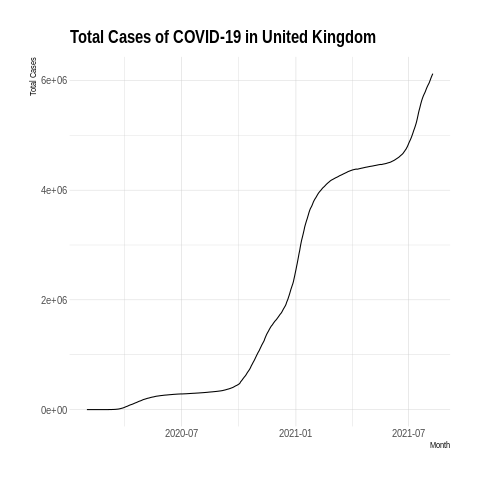 Total Cases of COVID-19 in United Kingdom
Total Cases
6e+06
4e+06
2e+06
0e+00
2020-07 2021-01 2021-07
Month